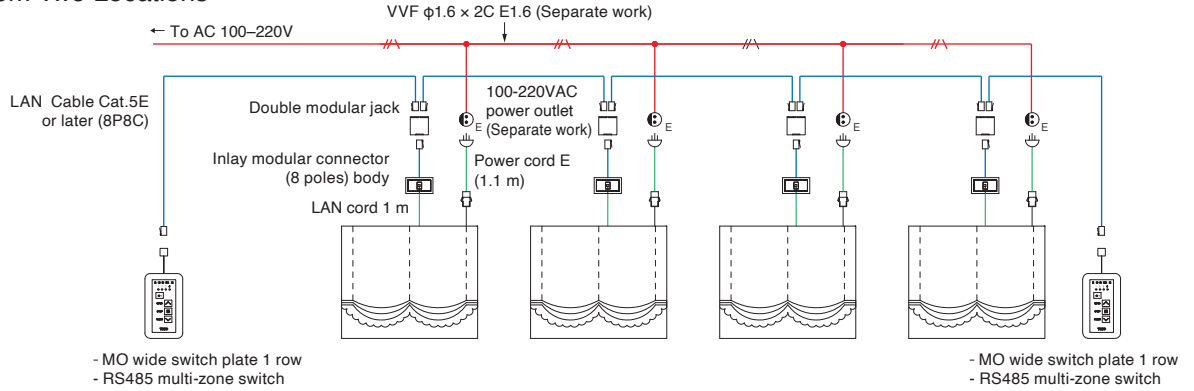 VVF φ1.6 × 2C E1.6 (Separate work)
← To AC 100–220V
LAN Cable Cat.5E
or later (8P8C)
Double modular jack
100-220VAC
power outlet
(Separate work)
E
E
E
E
Inlay modular connector
(8 poles) body
Power cord E
(1.1 m)
LAN cord 1 m
- MO wide switch plate 1 row
- RS485 multi-zone switch
- MO wide switch plate 1 row
- RS485 multi-zone switch